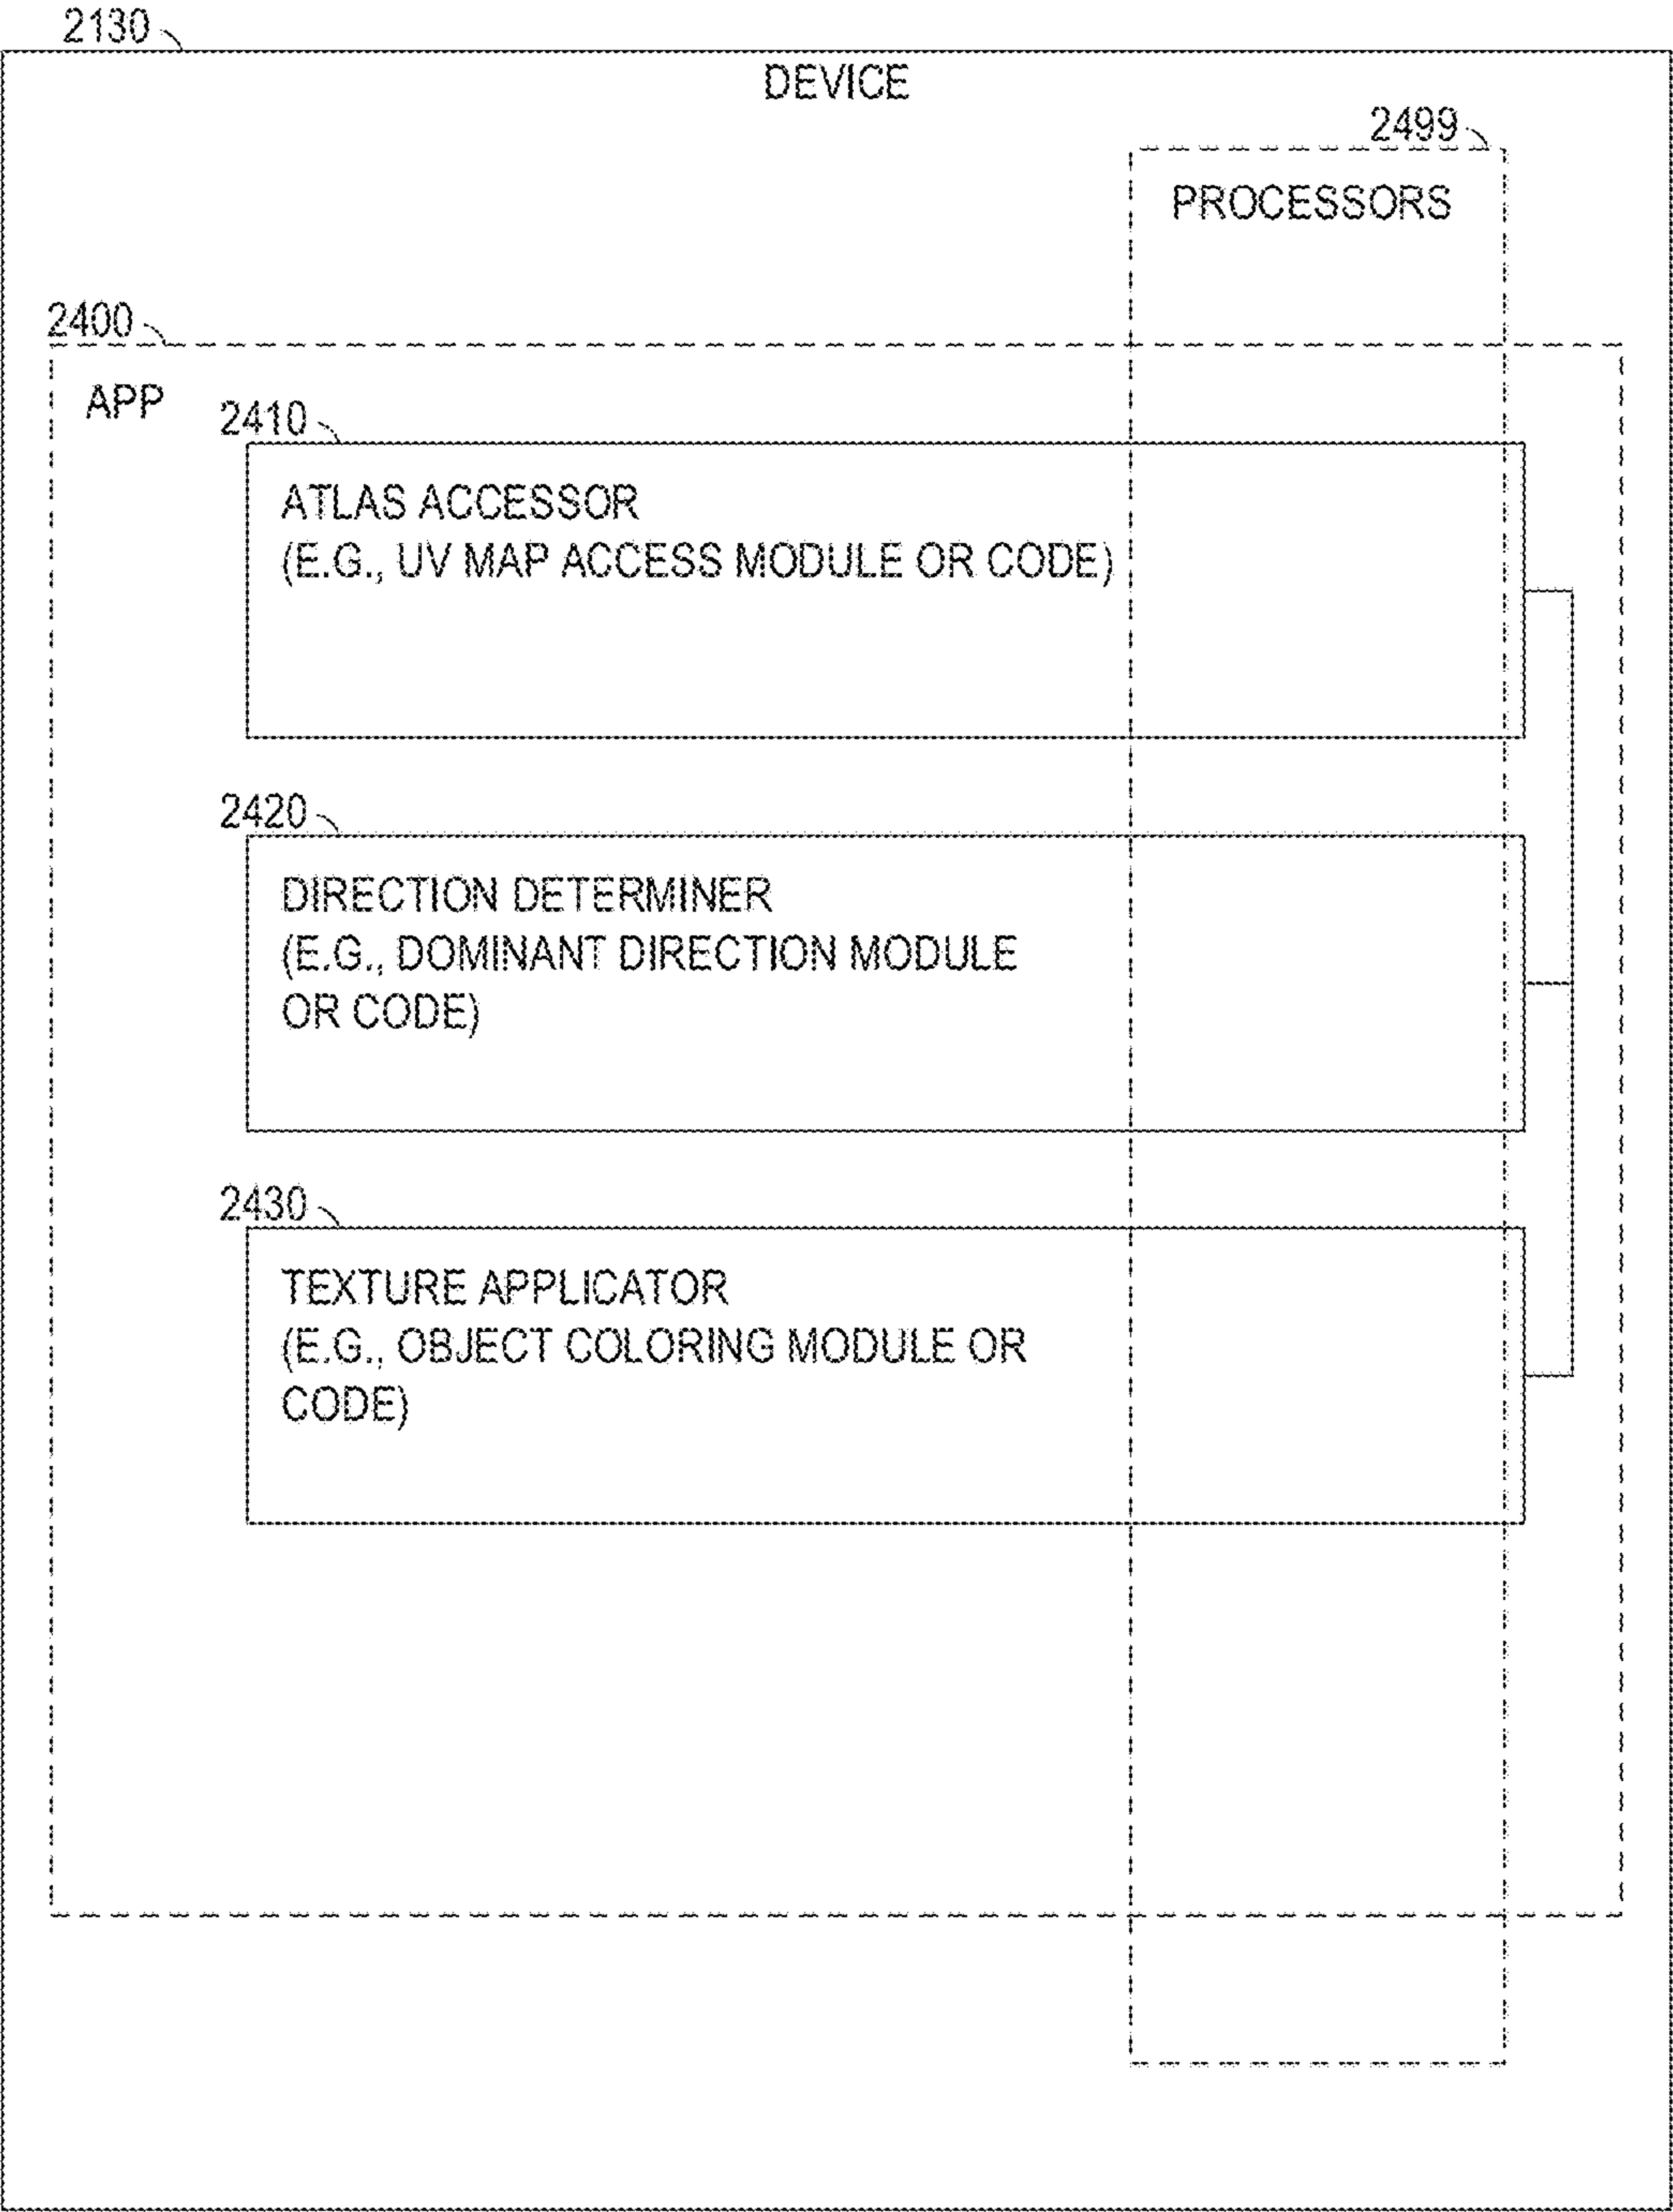 2130
DEVICE
2499
PROCESSORS
2400
APP
2410
ATLAS ACCESSOR
(E.G., UV MAP ACCESS MODULE OR CODE)
2420
DIRECTION DETERMINER
(E.G., DOMINANT DIRECTION MODULE
OR CODE)
2430
TEXTURE APPLICATOR
(E.G., OBJECT COLORING MODULE OR
CODE)